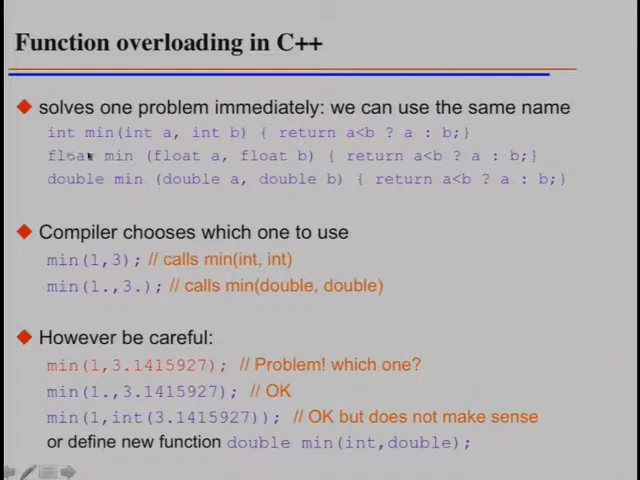 Function overloading in C++
solves one problem immediately: we can use the same name
int min(int a, int b) { return a<b ? a : b;}
float min (float a, float b) { return a<b ? a : b;}
double min (double a, double b) { return a<b ? a : b;}
Compiler chooses which one to use
min(1,3); // calls min(int, int)
min(1.,3.); // calls min(double, double)
However be careful:
min(1,3.1415927); // Problem! which one?
min(1.,3.1415927); // OK
min(1,int(3.1415927)); // OK but does not make sense
or define new function double min(int,double);